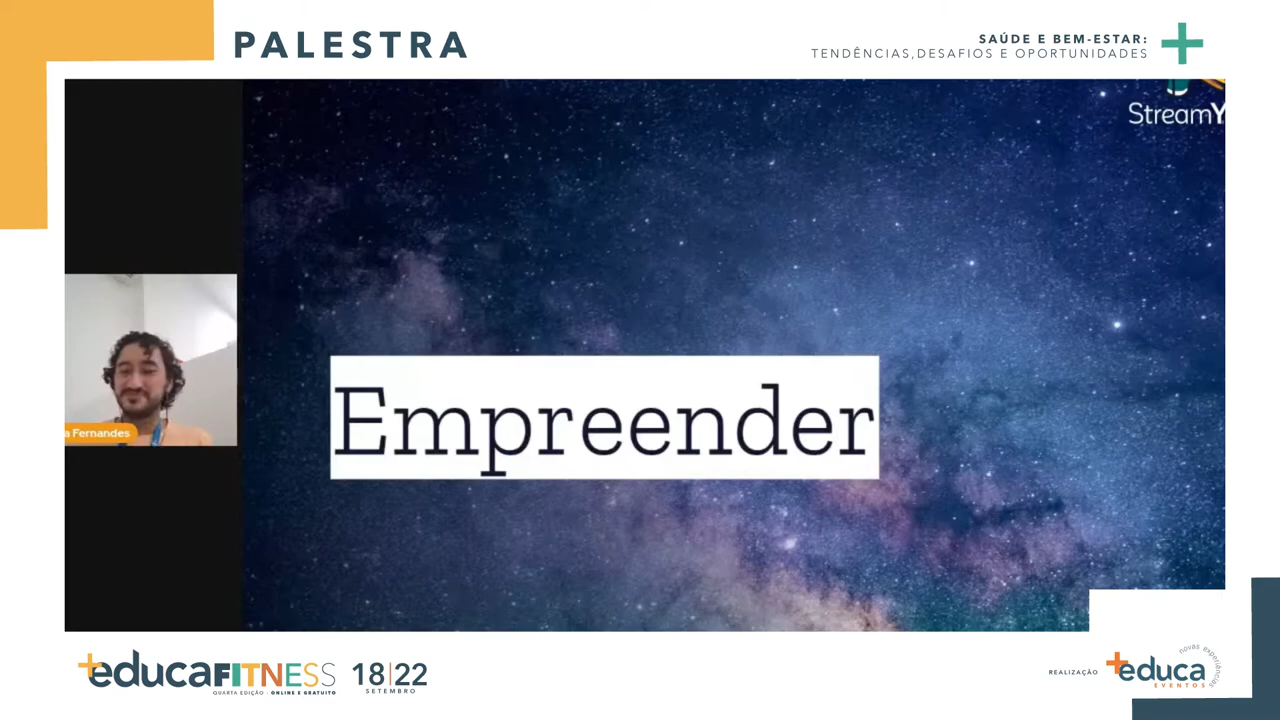 PALESTRA
SAÚDE E BEM-ESTAR:
TENDÊNCIAS,DESAFIOS E OPORTUNIDADES
StreamY
Empreender
a Fernandes
+educaFITNESS
QUARTA EDIÇÃO · ONLINE E GRATUITO
18|22
SETEMBRO
REALIZAÇÃO
+educa
EVENTOS
novas experiências